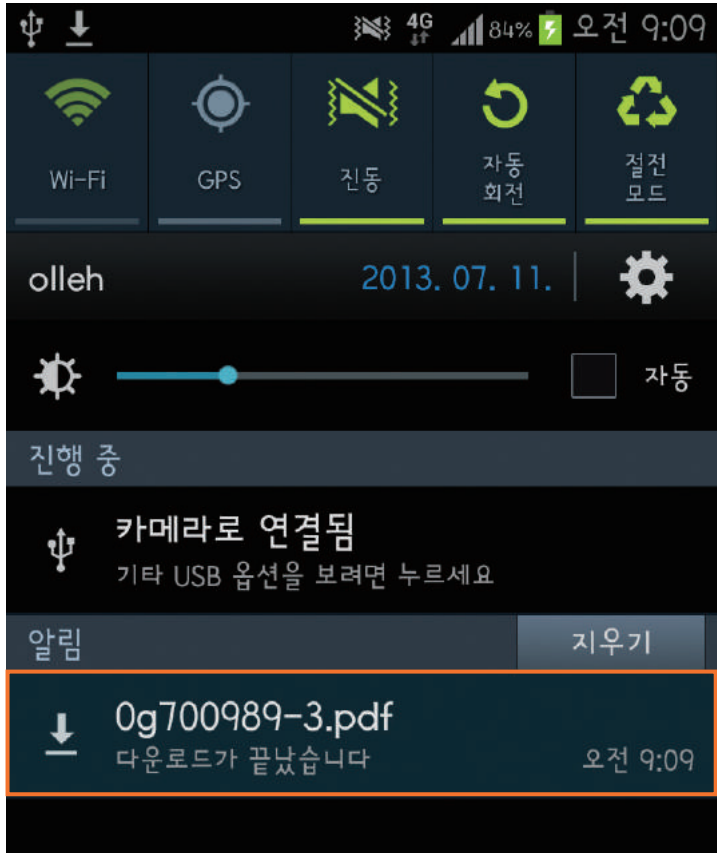 4G 84% 오전 9:09
Wi-Fi GPS 진동 자동 회전 절전 모드
olleh 2013. 07. 11.
자동
진행 중
카메라로 연결됨
기타 USB 옵션을 보려면 누르세요
알림 지우기
0g700989-3.pdf
다운로드가 끝났습니다 오전 9:09